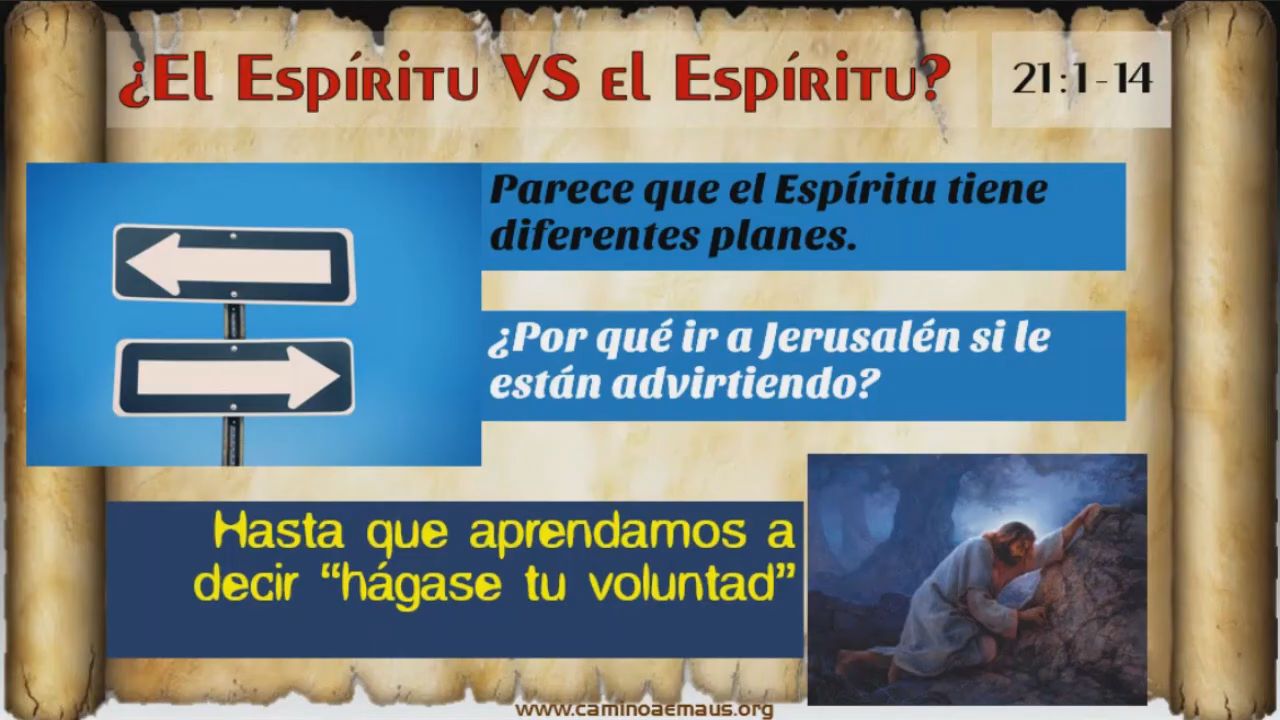 ¿El Espíritu VS el Espíritu?
21:1-14
Parece que el Espíritu tiene
diferentes planes.
¿Por qué ir a Jerusalén si le
están advirtiendo?
Hasta que aprendamos a
decir “hágase tu voluntad”
www.caminoaemaus.org